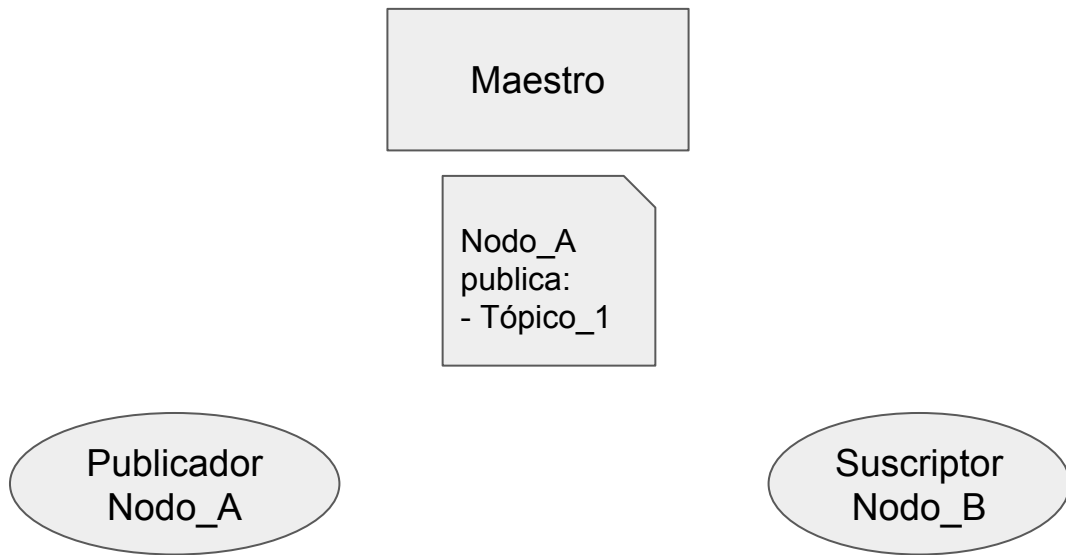 Maestro
Nodo_A
publica:
- Tópico_1
Publicador
Nodo_A
Suscriptor
Nodo_B